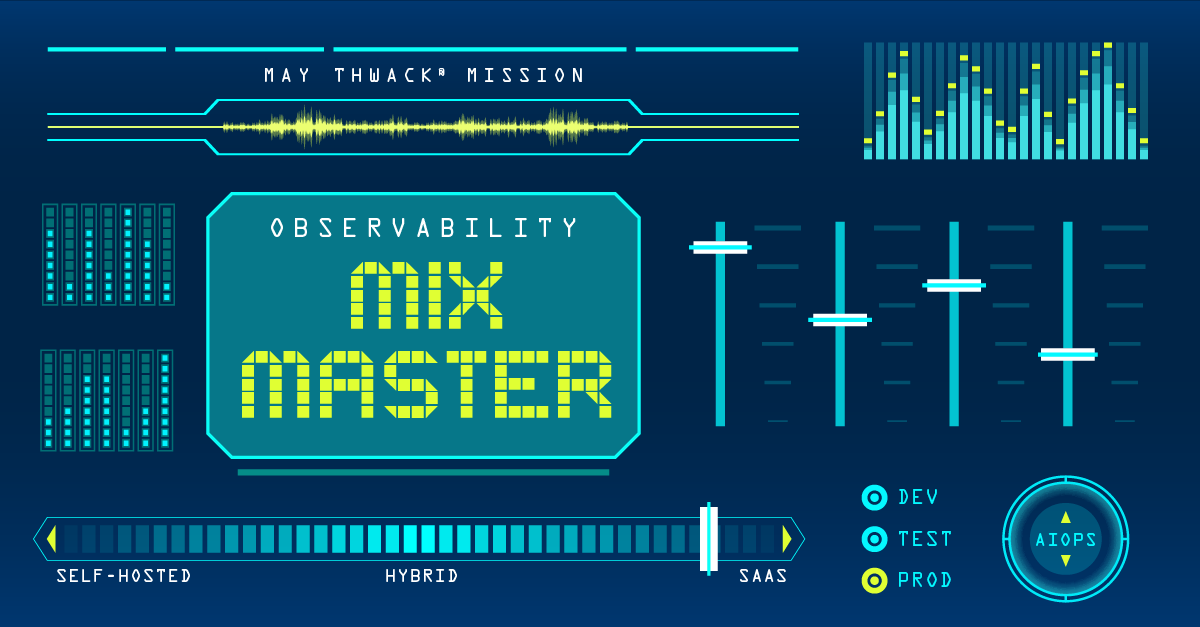 MAY THWACK® MISSION
OBSERVABILITY
MIX
MASTER
SELF-HOSTED
HYBRID
SAAS
DEV
TEST
PROD
AIOPS